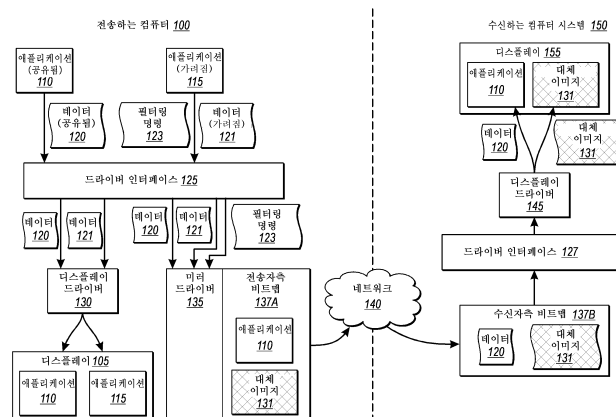 전송하는 컴퓨터 100
수신하는 컴퓨터 시스템 150
애플리케이션
(공유됨)
110
애플리케이션
(가려짐)
115
데이터
(공유됨)
120
필터링
명령
123
데이터
(가려짐)
121
드라이버 인터페이스 125
데이터
120
데이터
121
데이터
120
데이터
121
필터링
명령
123
디스플레이
드라이버
130
미러
드라이버
135
전송자측
비트맵
137A
애플리케이션
110
대체
이미지
131
디스플레이 105
애플리케이션
110
애플리케이션
115
네트워크
140
디스플레이 155
애플리케이션
110
대체
이미지
131
데이터
120
대체
이미지
131
디스플레이
드라이버
145
드라이버 인터페이스 127
수신자측 비트맵 137B
데이터
120
대체
이미지
131